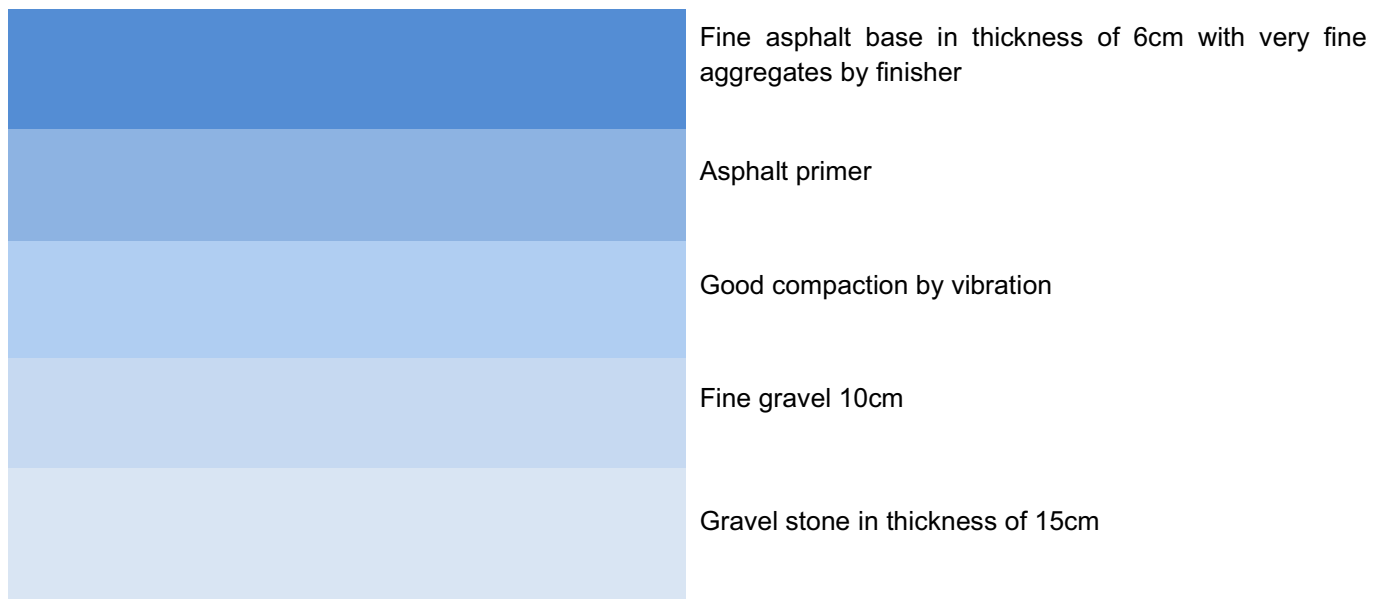 Fine asphalt base in thickness of 6cm with very fine
aggregates by finisher
Asphalt primer
Good compaction by vibration
Fine gravel 10cm
Gravel stone in thickness of 15cm